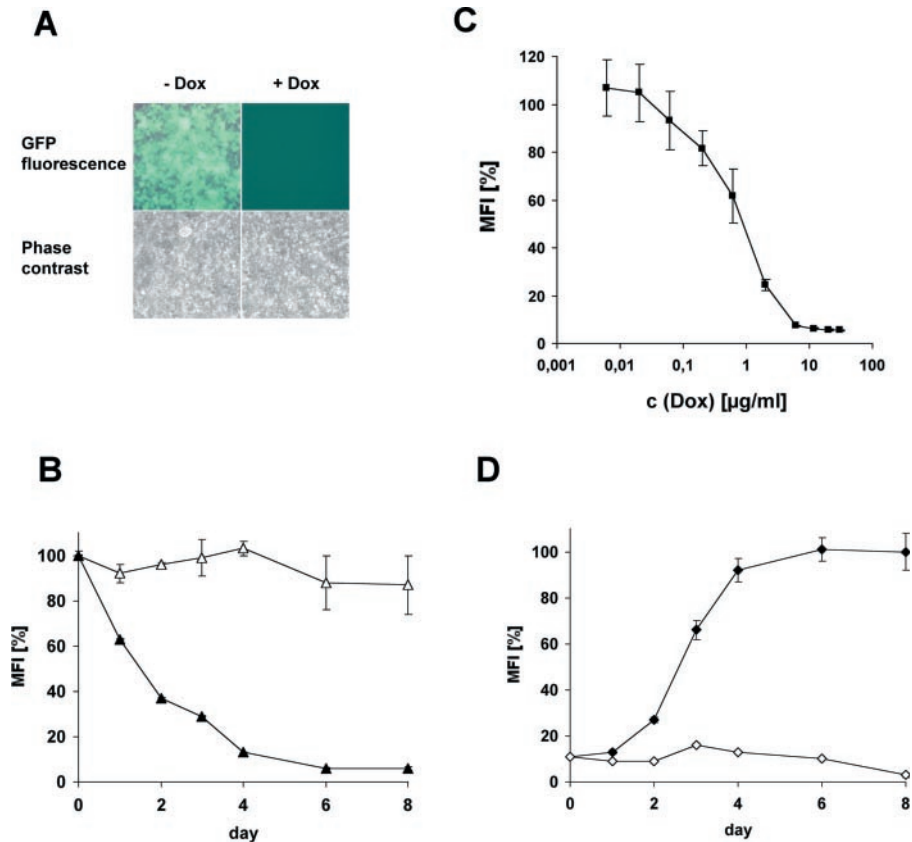 A
- Dox + Dox
GFP
fluorescence
Phase
contrast
C
120
100
80
60
40
20
0
MFI [%]
0,001 0,01 0,1 1 10 100
c (Dox) [µg/ml]
B
100
80
60
40
20
0
MFI [%]
0 2 4 6 8
day
D
100
80
60
40
20
0
MFI [%]
0 2 4 6 8
day